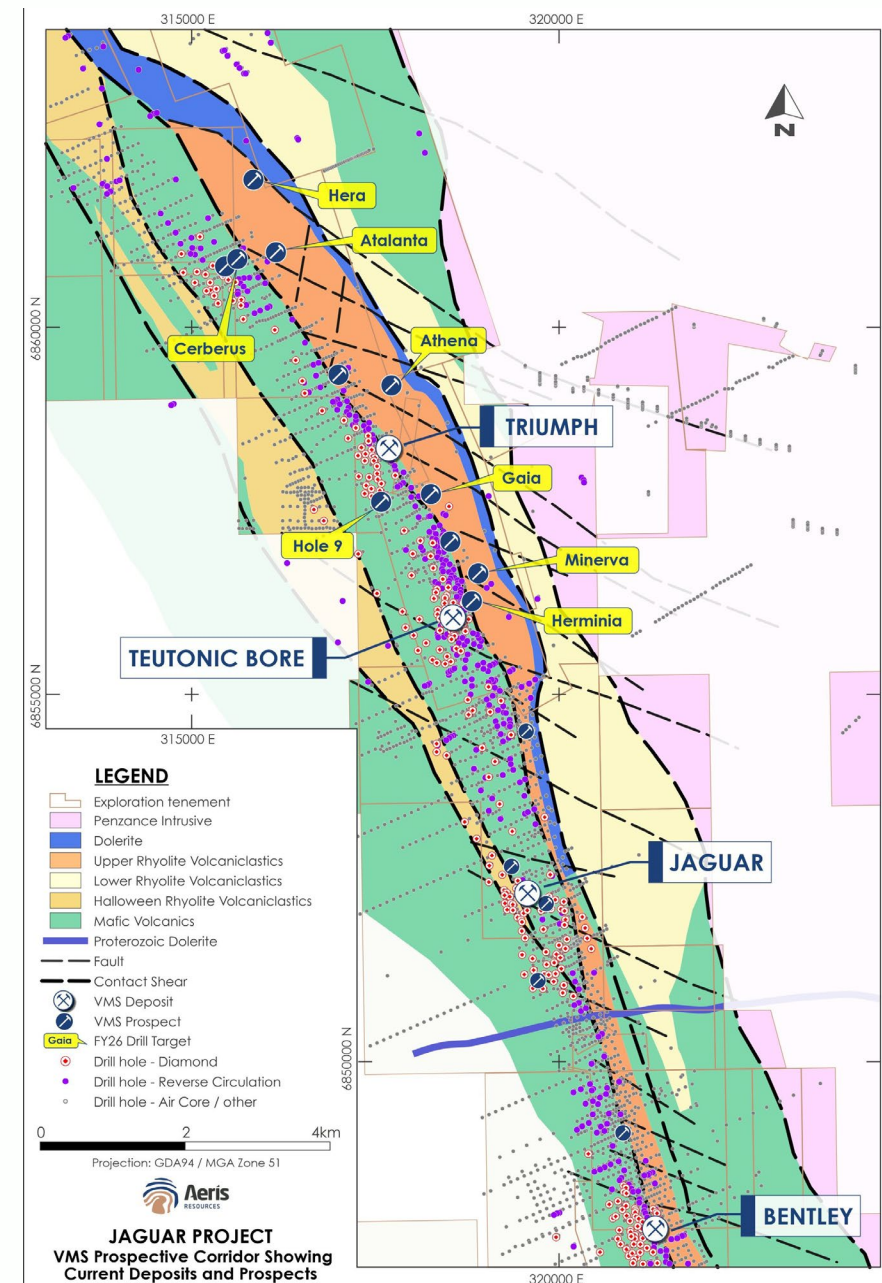 315000 E
320000 E
N
Hera
Atalanta
6860000 N
Cerberus
Athena
TRIUMPH
Gaia
Hole 9
Minerva
Herminia
TEUTONIC BORE
6855000 N
315000 E
LEGEND
Exploration tenement
Penzance Intrusive
Dolerite
Upper Rhyolite Volcaniclastics
Lower Rhyolite Volcaniclastics
Halloween Rhyolite Volcaniclastics
Mafic Volcanics
Proterozoic Dolerite
Fault
Contact Shear
VMS Deposit
VMS Prospect
Gaia FY26 Drill Target
Drill hole - Diamond
Drill hole - Reverse Circulation
Drill hole - Air Core / other
JAGUAR
6850000 N
0 2 4km
Projection: GDA94 / MGA Zone 51
Aeris
RESOURCES
BENTLEY
JAGUAR PROJECT
VMS Prospective Corridor Showing
Current Deposits and Prospects
320000 E